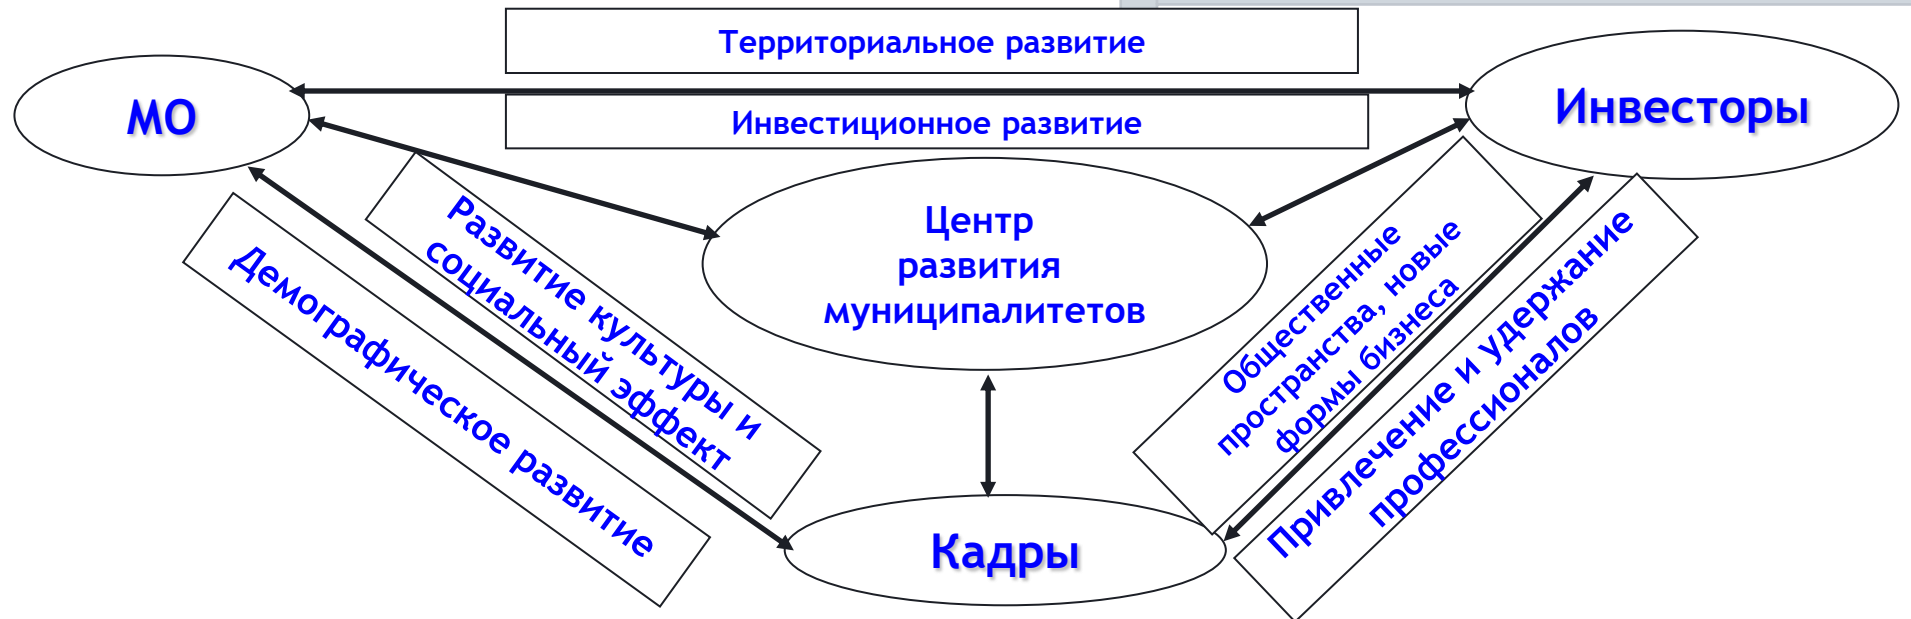 Территориальное развитие
МО
Инвесторы
Инвестиционное развитие
Центр
развития
муниципалитетов
Развитие культуры и
социальный эффект
Демографическое развитие
Общественные
пространства, новые
формы бизнеса
Привлечение и удержание
профессионалов
Кадры